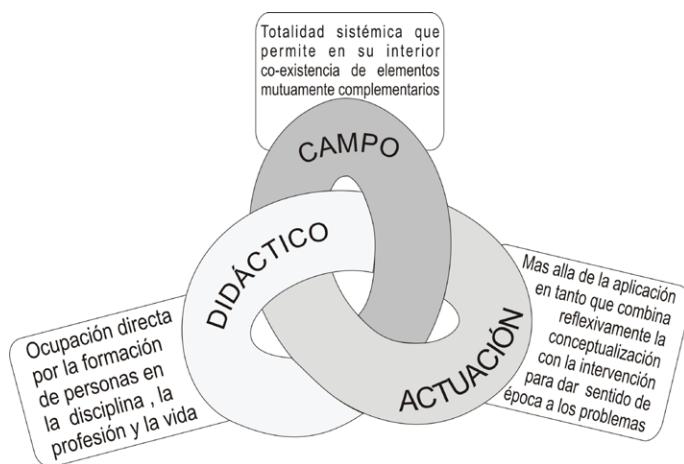 Totalidad sistémica que
permite en su interior
co-existencia de elementos
mutuamente complementarios
CAMPO
DIDÁCTICO
ACTUACIÓN
Ocupación directa
por la formación
de personas en
la disciplina , la
profesión y la vida
Mas alla de la aplicación
en tanto que combina
reflexivamente la
conceptualización
con la intervención
para dar sentido de
época a los problemas